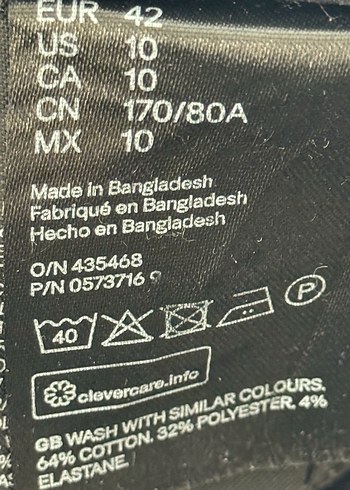 EUR 42
US 10
CA 10
CN 170/80A
MX 10
Made in Bangladesh
Fabriqué en Bangladesh
Hecho en Bangladesh
O/N 435468
P/N 0573716 9
40 P
clevercare.info
GB WASH WITH SIMILAR COLOURS.
64% COTTON. 32% POLYESTER. 4%
ELASTANE.